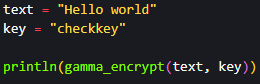 text = "Hello world"
key = "checkkey"
println(gamma_encrypt(text, key))